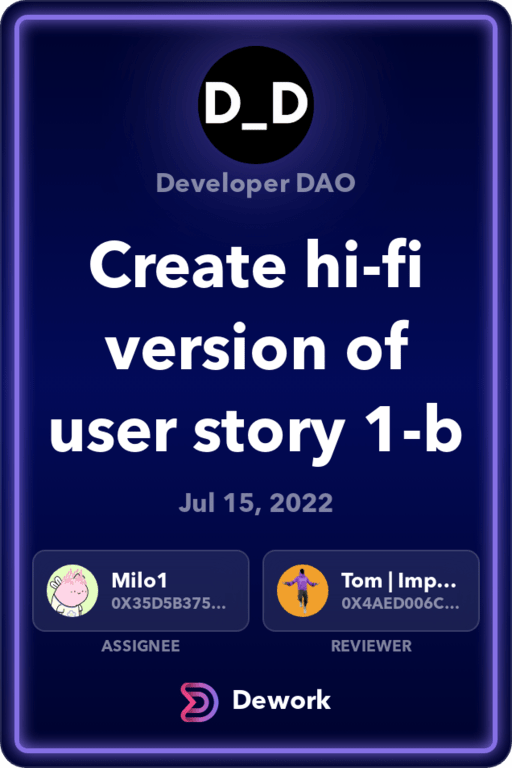 D_D
Developer DAO
Create hi-fi
version of
user story 1-b
Jul 15, 2022
Milo1
0X35D5B375...
Tom | Imp...
0X4AED006C...
ASSIGNEE
REVIEWER
Dework